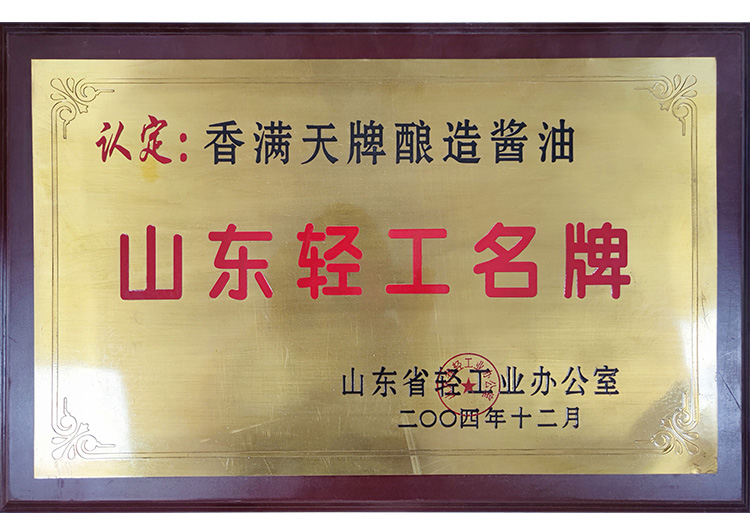 认定:香满天牌酿造酱油
山东轻工名牌
山东省轻工业办公室
二〇〇四年十二月